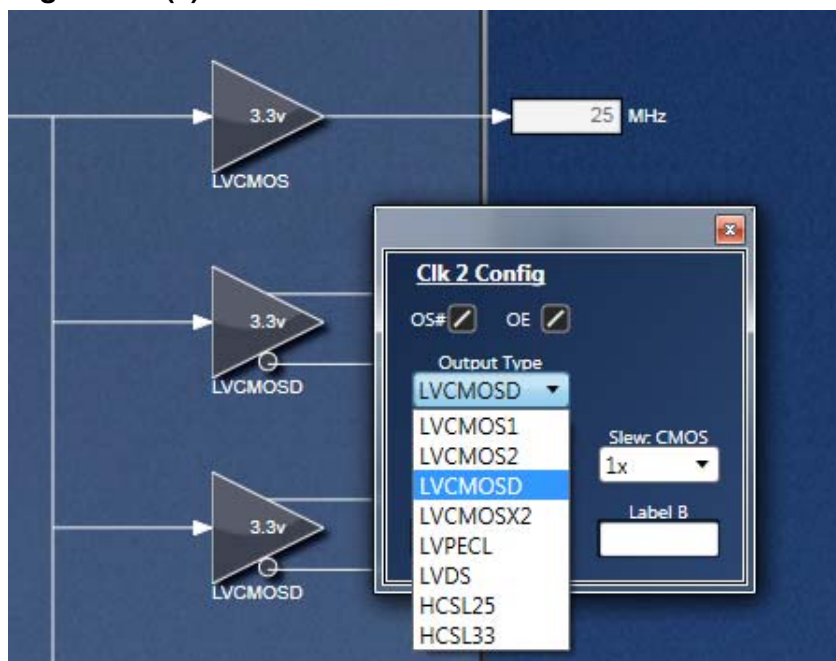 3.3v
LVCMOS
25 MHz
Clk 2 Config
OS# OE
3.3v
LVCMOSD
Output Type
LVCMOSD
LVCMOS1
LVCMOS2
LVCMOSD
LVCMOSX2
LVPECL
LVDS
HCSL25
HCSL33
Slew: CMOS
1x
Label B
3.3v
LVCMOSD